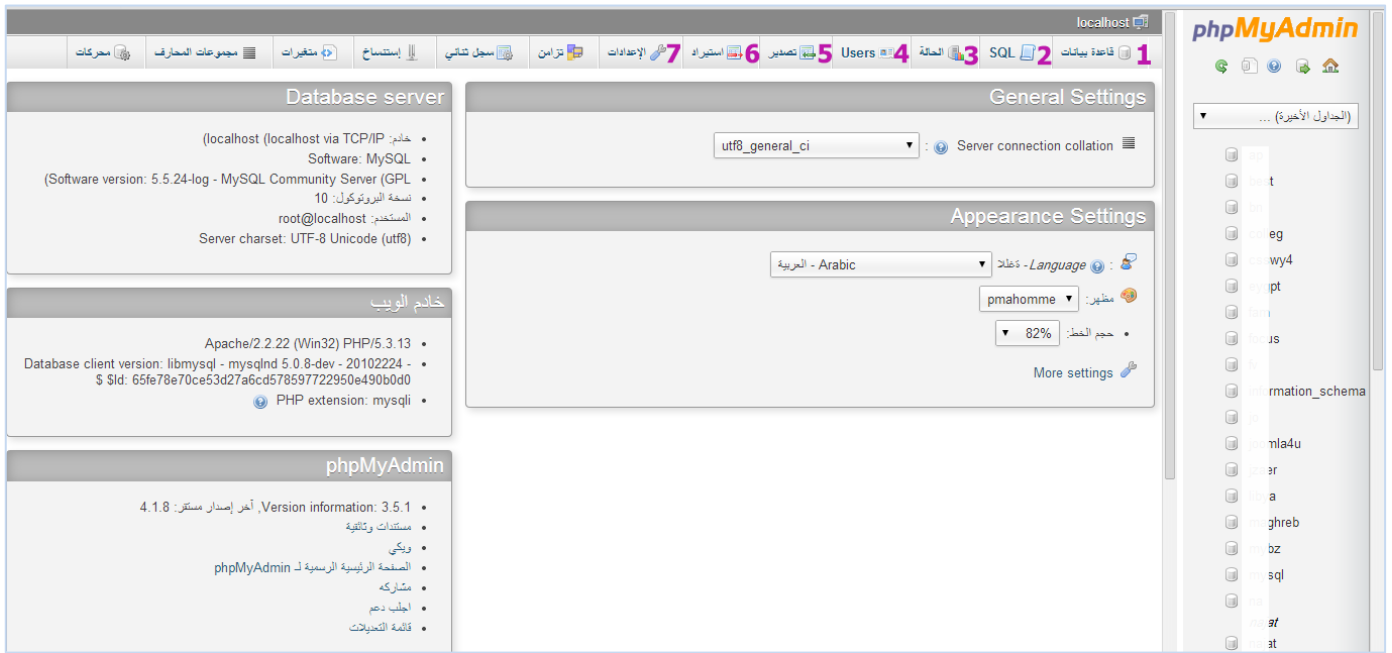 phpMyAdmin
(الجداول الأخيرة) ...
information_schema
localhost
1 قاعدة بيانات 2 SQL 3 الحالة 4 Users 5 تصدير 6 استيراد 7 الإعدادات تزامن سجل ثنائي إستنساخ متغيرات مجموعات المحارف محركات
General Settings
Server connection collation : utf8_general_ci
Appearance Settings
Language - ﺔﻐﻠﻟا : العربية - Arabic
مظهر: pmahomme
حجم الخط: 82%
More settings
Database server
خادم: localhost (localhost via TCP/IP)
Software: MySQL
Software version: 5.5.24-log - MySQL Community Server (GPL)
نسخة البروتوكول: 10
المستخدم: root@localhost
Server charset: UTF-8 Unicode (utf8)
خادم الويب
Apache/2.2.22 (Win32) PHP/5.3.13
Database client version: libmysql - mysqlnd 5.0.8-dev - 20102224 -
$Id: 65fe78e70ce53d27a6cd578597722950e490b0d0 $
PHP extension: mysqli
phpMyAdmin
Version information: 3.5.1, آخر إصدار مستقر: 4.1.8
مستندات وثائقية
ويكي
الصفحة الرئيسية الرسمية لـ phpMyAdmin
مشاركه
اجلب دعم
قائمة التعديلات